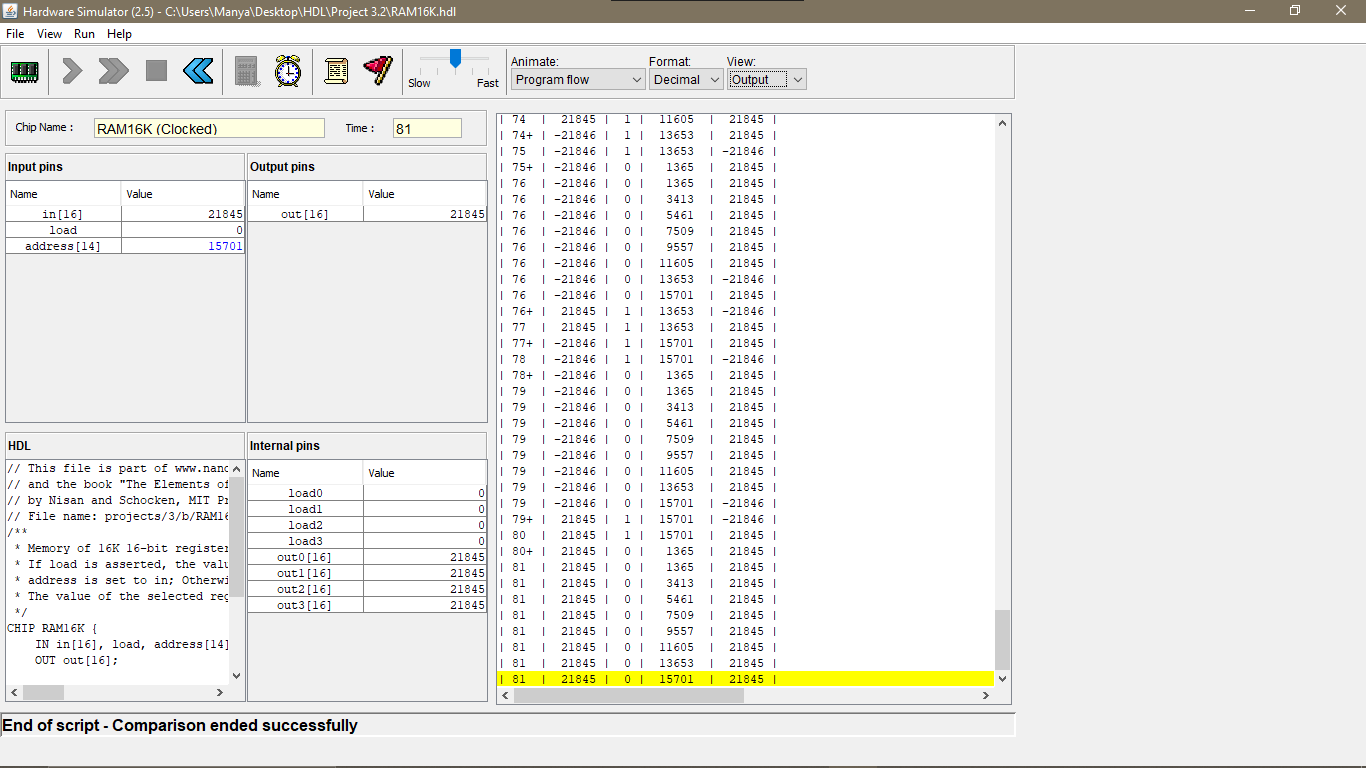 Hardware Simulator (2.5) - C:\Users\Manya\Desktop\HDL\Project 3.2\RAM16K.hdl
File View Run Help
Slow Fast
Animate: Format: View:
Program flow Decimal Output
Chip Name : RAM16K (Clocked) Time : 81
Input pins
Name Value
in[16] 21845
load 0
address[14] 15701
Output pins
Name Value
out[16] 21845
HDL
// This file is part of www.nand
// and the book "The Elements of
// by Nisan and Schocken, MIT Pr
// File name: projects/3/b/RAM16
/**
* Memory of 16K 16-bit register
* If load is asserted, the valu
* address is set to in; Otherwi
* The value of the selected reg
*/
CHIP RAM16K {
IN in[16], load, address[14]
OUT out[16];
Internal pins
Name Value
load0 0
load1 0
load2 0
load3 0
out0[16] 21845
out1[16] 21845
out2[16] 21845
out3[16] 21845
| 74 | 21845 | 1 | 11605 | 21845 |
| 74+ | -21846 | 1 | 13653 | 21845 |
| 75 | -21846 | 1 | 13653 | -21846 |
| 75+ | -21846 | 0 | 1365 | 21845 |
| 76 | -21846 | 0 | 1365 | 21845 |
| 76 | -21846 | 0 | 3413 | 21845 |
| 76 | -21846 | 0 | 5461 | 21845 |
| 76 | -21846 | 0 | 7509 | 21845 |
| 76 | -21846 | 0 | 9557 | 21845 |
| 76 | -21846 | 0 | 11605 | 21845 |
| 76 | -21846 | 0 | 13653 | -21846 |
| 76 | -21846 | 0 | 15701 | 21845 |
| 76+ | 21845 | 1 | 13653 | -21846 |
| 77 | 21845 | 1 | 13653 | 21845 |
| 77+ | -21846 | 1 | 15701 | 21845 |
| 78 | -21846 | 1 | 15701 | -21846 |
| 78+ | -21846 | 0 | 1365 | 21845 |
| 79 | -21846 | 0 | 1365 | 21845 |
| 79 | -21846 | 0 | 3413 | 21845 |
| 79 | -21846 | 0 | 5461 | 21845 |
| 79 | -21846 | 0 | 7509 | 21845 |
| 79 | -21846 | 0 | 9557 | 21845 |
| 79 | -21846 | 0 | 11605 | 21845 |
| 79 | -21846 | 0 | 13653 | 21845 |
| 79 | -21846 | 0 | 15701 | -21846 |
| 79+ | 21845 | 1 | 15701 | -21846 |
| 80 | 21845 | 1 | 15701 | 21845 |
| 80+ | 21845 | 0 | 1365 | 21845 |
| 81 | 21845 | 0 | 1365 | 21845 |
| 81 | 21845 | 0 | 3413 | 21845 |
| 81 | 21845 | 0 | 5461 | 21845 |
| 81 | 21845 | 0 | 7509 | 21845 |
| 81 | 21845 | 0 | 9557 | 21845 |
| 81 | 21845 | 0 | 11605 | 21845 |
| 81 | 21845 | 0 | 13653 | 21845 |
| 81 | 21845 | 0 | 15701 | 21845 |
End of script - Comparison ended successfully